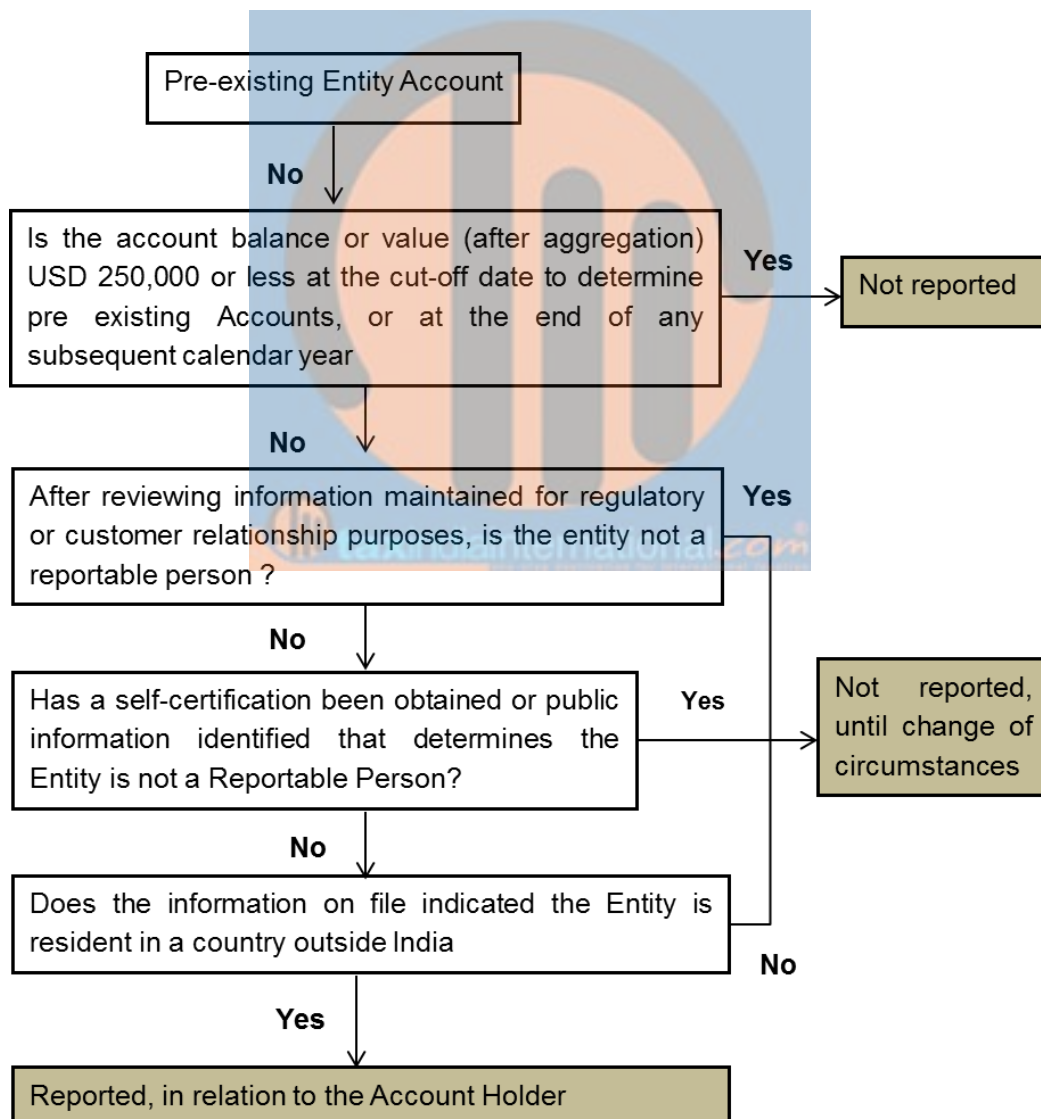 Pre-existing Entity Account
No
Is the account balance or value (after aggregation)
USD 250,000 or less at the cut-off date to determine
pre existing Accounts, or at the end of any
subsequent calendar year
Yes
Not reported
No
After reviewing information maintained for regulatory
or customer relationship purposes, is the entity not a
reportable person ?
Yes
taxindiainternational.com
No
Has a self-certification been obtained or public
information identified that determines the
Entity is not a Reportable Person?
Yes
Not reported,
until change of
circumstances
No
Does the information on file indicated the Entity is
resident in a country outside India
No
Yes
Reported, in relation to the Account Holder